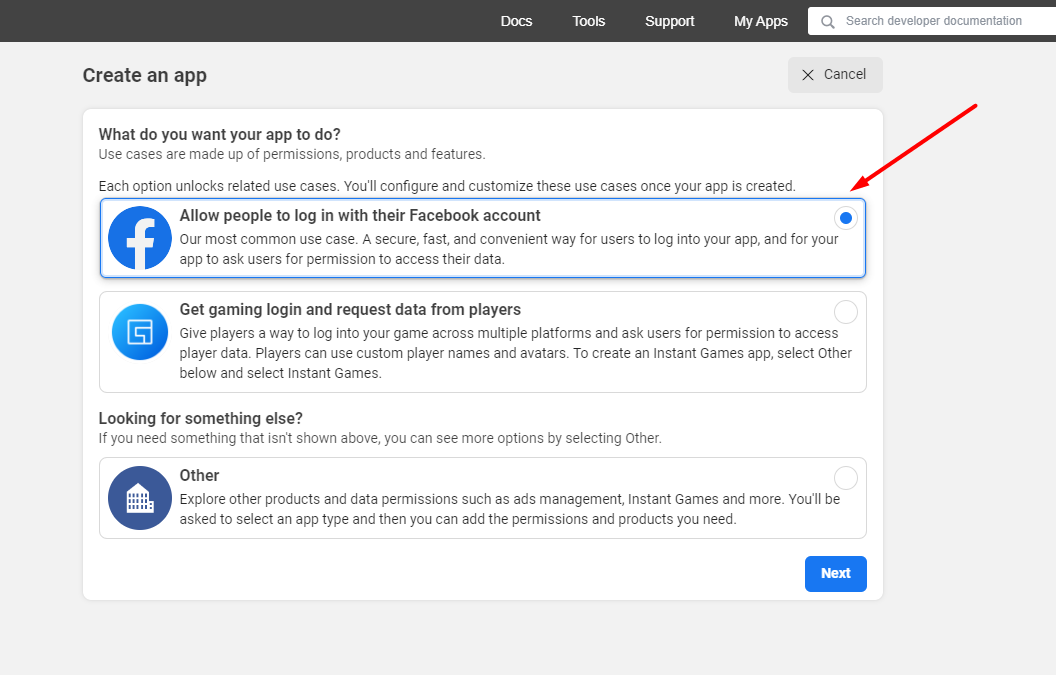 Docs Tools Support My Apps Search developer documentation
Create an app
Cancel
What do you want your app to do?
Use cases are made up of permissions, products and features.
Each option unlocks related use cases. You'll configure and customize these use cases once your app is created.
Allow people to log in with their Facebook account
Our most common use case. A secure, fast, and convenient way for users to log into your app, and for your
app to ask users for permission to access their data.
Get gaming login and request data from players
Give players a way to log into your game across multiple platforms and ask users for permission to access
player data. Players can use custom player names and avatars. To create an Instant Games app, select Other
below and select Instant Games.
Looking for something else?
If you need something that isn't shown above, you can see more options by selecting Other.
Other
Explore other products and data permissions such as ads management, Instant Games and more. You'll be
asked to select an app type and then you can add the permissions and products you need.
Next